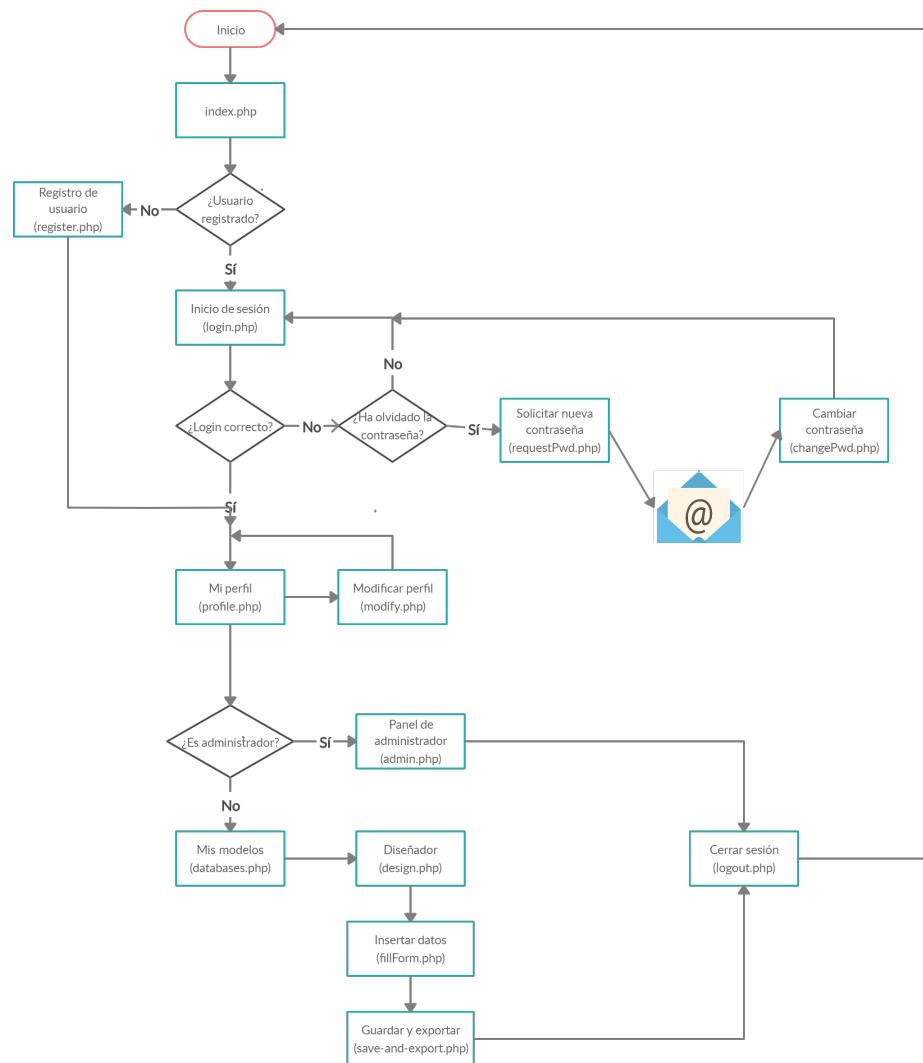 Inicio
index.php
¿Usuario
registrado?
No
Registro de
usuario
(register.php)
Sí
Inicio de sesión
(login.php)
¿Login correcto?
No
¿Ha olvidado la
contraseña?
No
Sí
Solicitar nueva
contraseña
(requestPwd.php)
@
Cambiar
contraseña
(changePwd.php)
Sí
Mi perfil
(profile.php)
Modificar perfil
(modify.php)
¿Es administrador?
Sí
Panel de
administrador
(admin.php)
No
Mis modelos
(databases.php)
Diseñador
(design.php)
Cerrar sesión
(logout.php)
Insertar datos
(fillForm.php)
Guardar y exportar
(save-and-export.php)